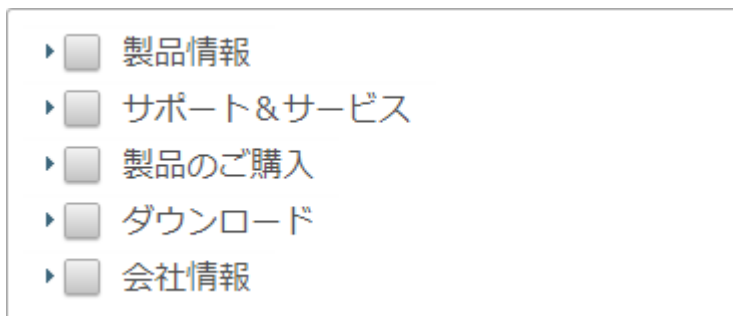 製品情報
サポート＆サービス
製品のご購入
ダウンロード
会社情報